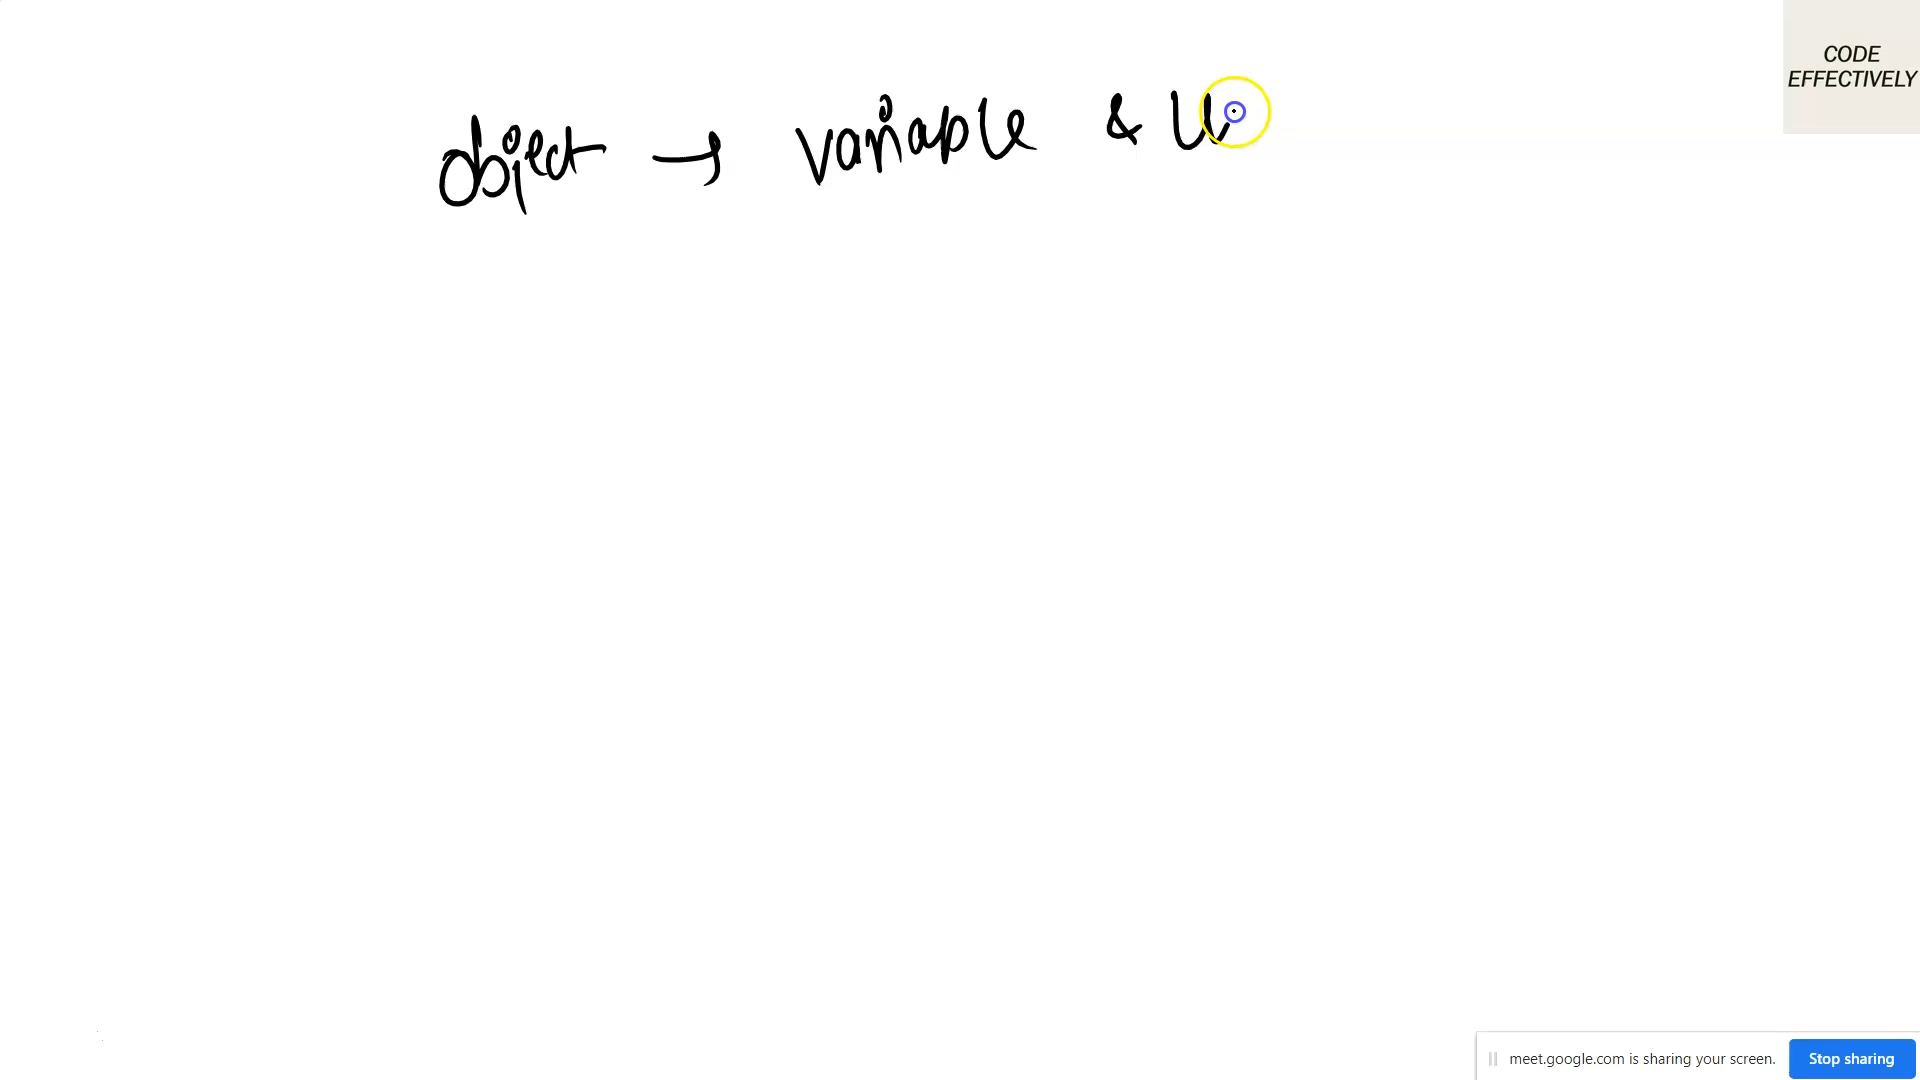 object → variable &
CODE
EFFECTIVELY
meet.google.com is sharing your screen.
Stop sharing